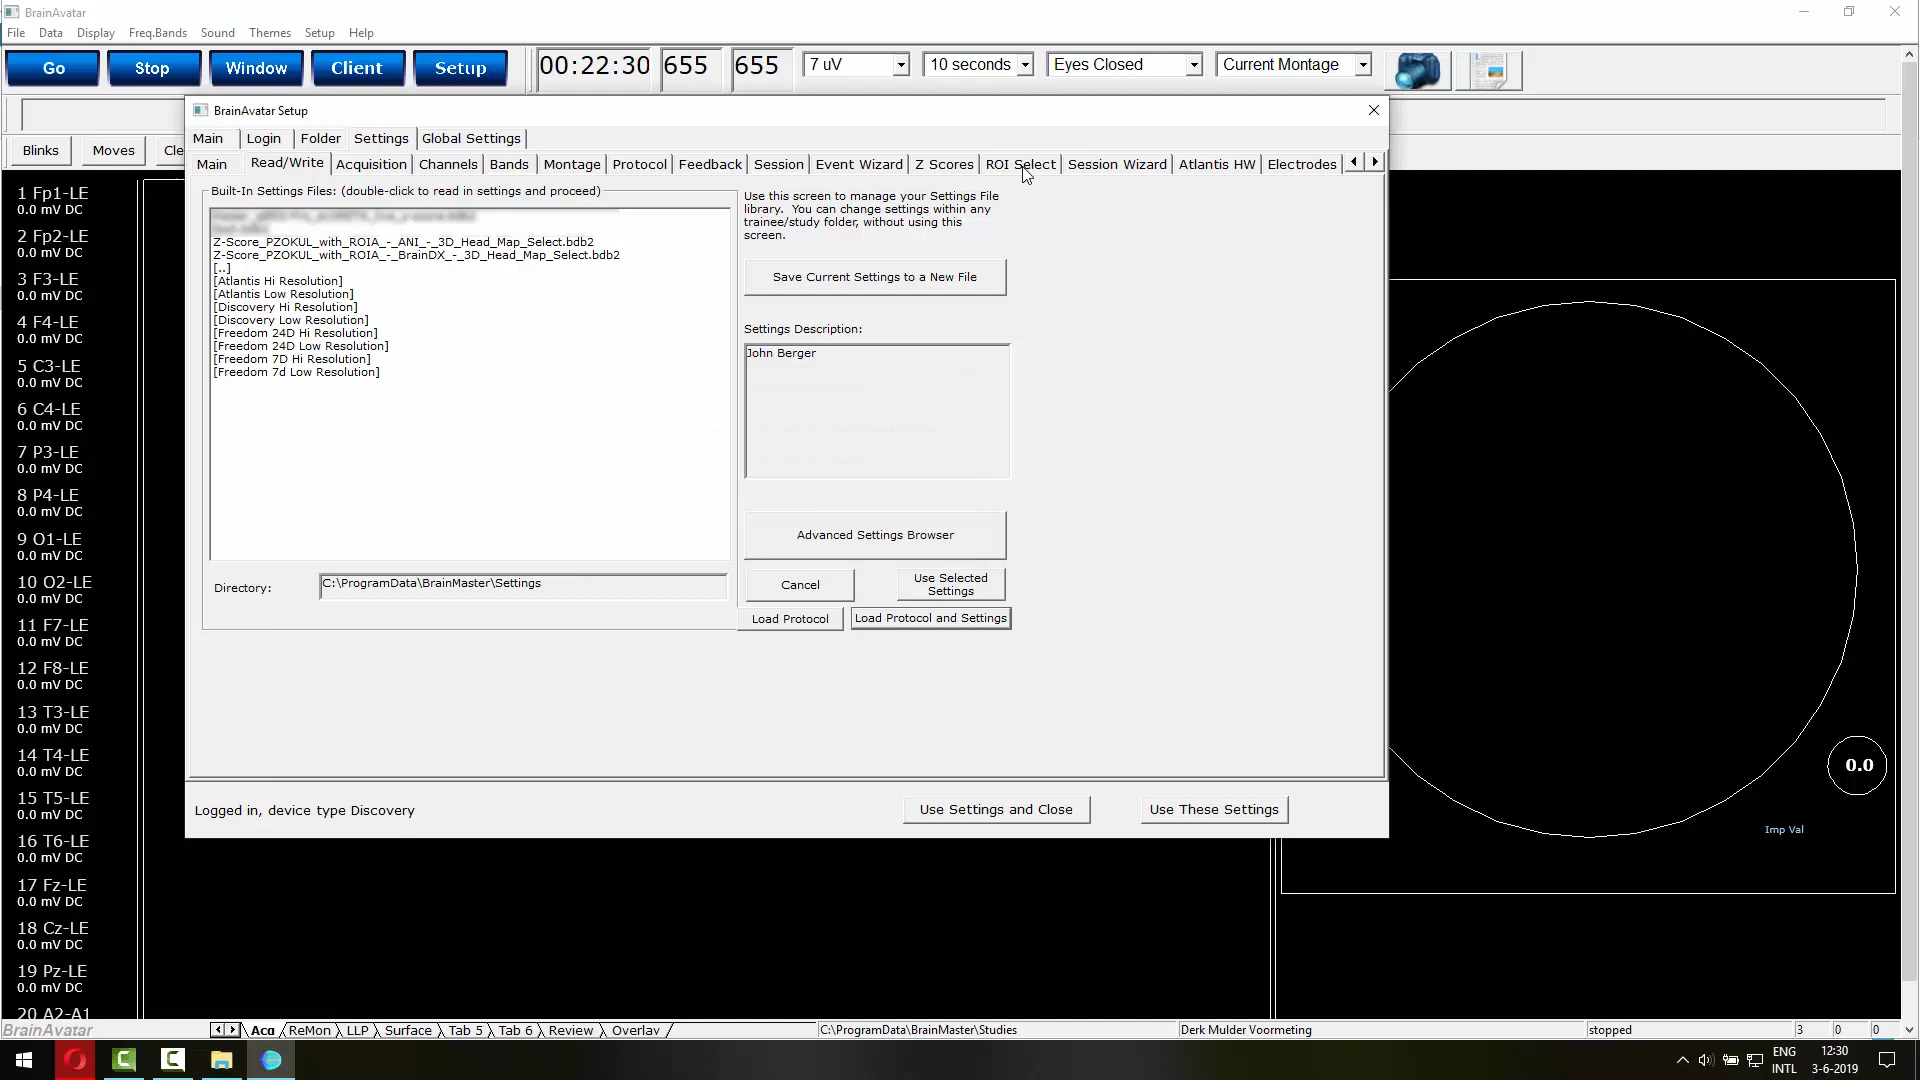 BrainAvatar
File Data Display Freq.Bands Sound Themes Setup Help
Go Stop Window Client Setup 00:22:30 655 655 7 uV 10 seconds Eyes Closed Current Montage
BrainAvatar Setup
Main Login Folder Settings Global Settings
Blinks Moves Cle
Main Read/Write Acquisition Channels Bands Montage Protocol Feedback Session Event Wizard Z Scores ROI Select Session Wizard Atlantis HW Electrodes
Built-In Settings Files: (double-click to read in settings and proceed)
Z-Score_PZOKUL_with_ROIA_-_ANI_-_3D_Head_Map_Select.bdb2
Z-Score_PZOKUL_with_ROIA_-_BrainDX_-_3D_Head_Map_Select.bdb2
[..]
[Atlantis Hi Resolution]
[Atlantis Low Resolution]
[Discovery Hi Resolution]
[Discovery Low Resolution]
[Freedom 24D Hi Resolution]
[Freedom 24D Low Resolution]
[Freedom 7D Hi Resolution]
[Freedom 7d Low Resolution]
Directory: C:\ProgramData\BrainMaster\Settings
Use this screen to manage your Settings File
library. You can change settings within any
trainee/study folder, without using this
screen.
Save Current Settings to a New File
Settings Description:
John Berger
Advanced Settings Browser
Cancel
Use Selected
Settings
Load Protocol
Load Protocol and Settings
Logged in, device type Discovery
Use Settings and Close
Use These Settings
1 Fp1-LE
0.0 mV DC
2 Fp2-LE
0.0 mV DC
3 F3-LE
0.0 mV DC
4 F4-LE
0.0 mV DC
5 C3-LE
0.0 mV DC
6 C4-LE
0.0 mV DC
7 P3-LE
0.0 mV DC
8 P4-LE
0.0 mV DC
9 O1-LE
0.0 mV DC
10 O2-LE
0.0 mV DC
11 F7-LE
0.0 mV DC
12 F8-LE
0.0 mV DC
13 T3-LE
0.0 mV DC
14 T4-LE
0.0 mV DC
15 T5-LE
0.0 mV DC
16 T6-LE
0.0 mV DC
17 Fz-LE
0.0 mV DC
18 Cz-LE
0.0 mV DC
19 Pz-LE
0.0 mV DC
20 A2-A1
0.0
Imp Val
BrainAvatar Acq ReMon LLP Surface Tab 5 Tab 6 Review Overlay C:\ProgramData\BrainMaster\Studies Derk Mulder Voormeting stopped 3 0 0
ENG
INTL
12:30
3-6-2019